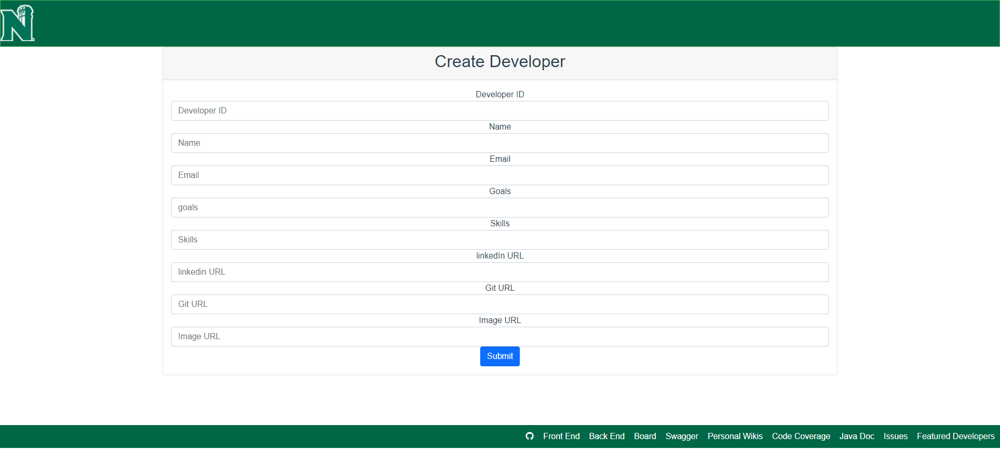 N
Create Developer
Developer ID
Developer ID
Name
Name
Email
Email
Goals
goals
Skills
Skills
linkedIn URL
linkedin URL
Git URL
Git URL
Image URL
Image URL
Submit
Front End Back End Board Swagger Personal Wikis Code Coverage Java Doc Issues Featured Developers